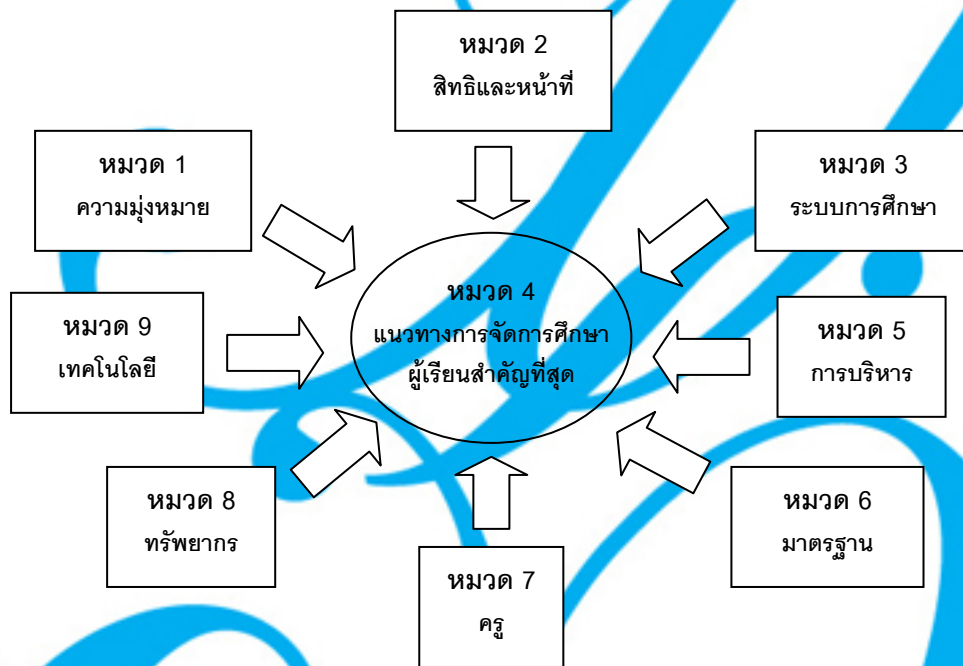 หมวด 2
สิทธิและหน้าที่
หมวด 1
ความมุ่งหมาย
หมวด 3
ระบบการศึกษา
หมวด 4
แนวทางการจัดการศึกษา
ผู้เรียนสำคัญที่สุด
หมวด 9
เทคโนโลยี
หมวด 5
การบริหาร
หมวด 8
ทรัพยากร
หมวด 6
มาตรฐาน
หมวด 7
ครู